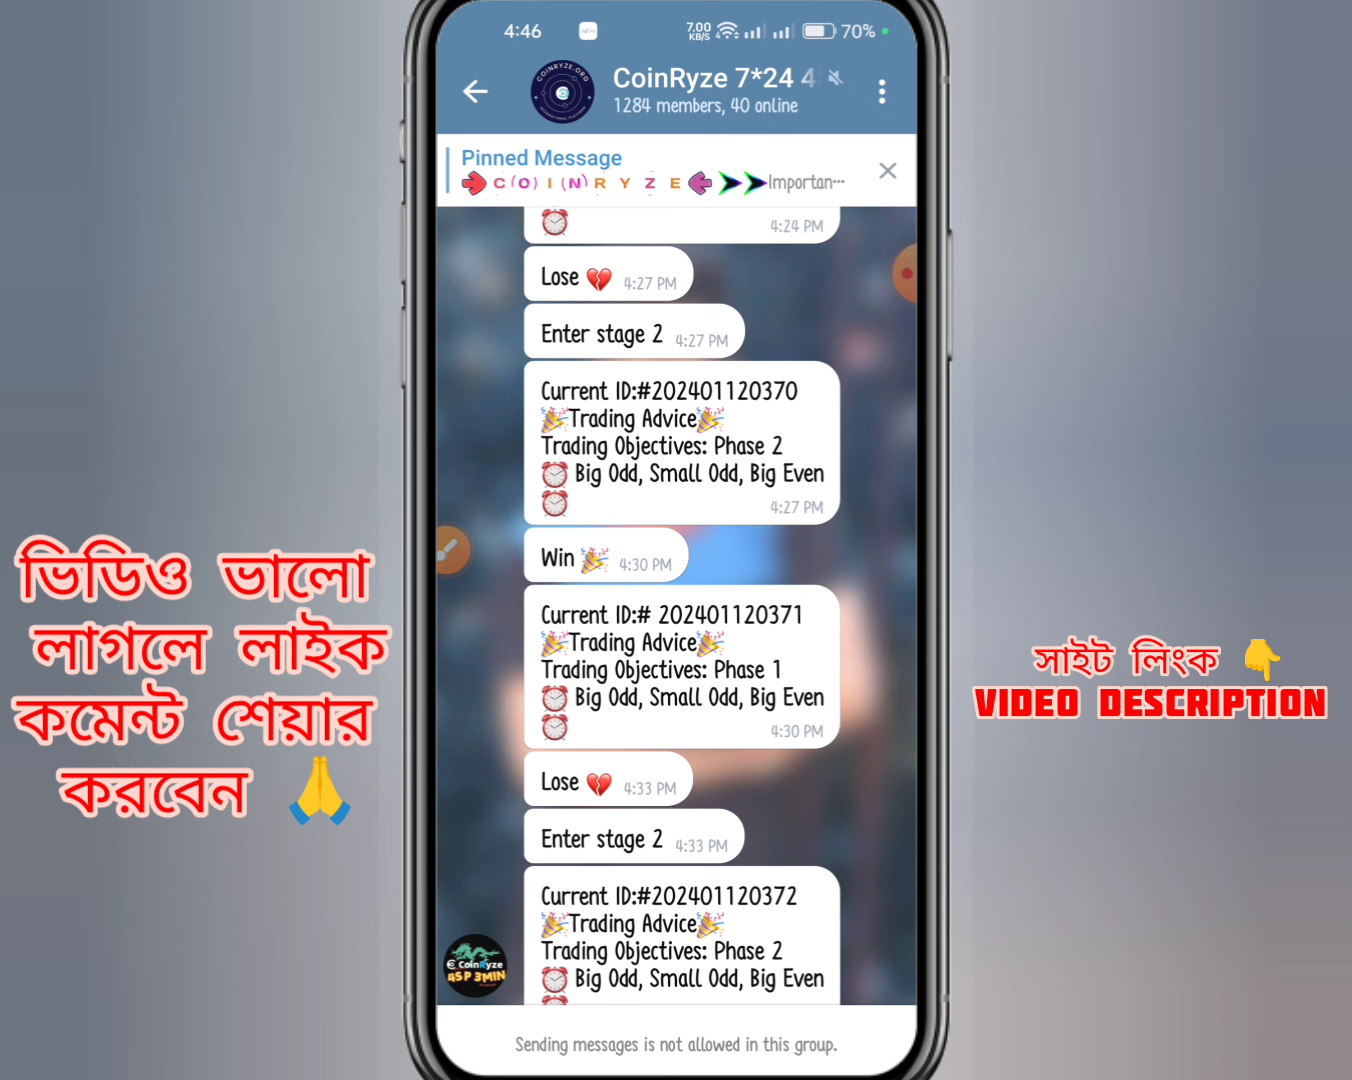 4:46
7.00
KB/S
70%
COINRYZE.ORG
CoinRyze 7*24 4
1284 members, 40 online
Pinned Message
C O I N R Y Z E Importan...
4:24 PM
Lose 4:27 PM
Enter stage 2 4:27 PM
Current ID:#202401120370
🎉Trading Advice🎉
Trading Objectives: Phase 2
⏰ Big Odd, Small Odd, Big Even
⏰ 4:27 PM
Win 🎉 4:30 PM
Current ID:# 202401120371
🎉Trading Advice🎉
Trading Objectives: Phase 1
⏰ Big Odd, Small Odd, Big Even
⏰ 4:30 PM
Lose 💔 4:33 PM
Enter stage 2 4:33 PM
Current ID:#202401120372
🎉Trading Advice🎉
Trading Objectives: Phase 2
⏰ Big Odd, Small Odd, Big Even
CoinRyze
45P 3MIN
Sending messages is not allowed in this group.
ভিডিও ভালো
লাগলে লাইক
কমেন্ট শেয়ার
করবেন 🙏
সাইট লিংক 👇
VIDEO DESCRIPTION